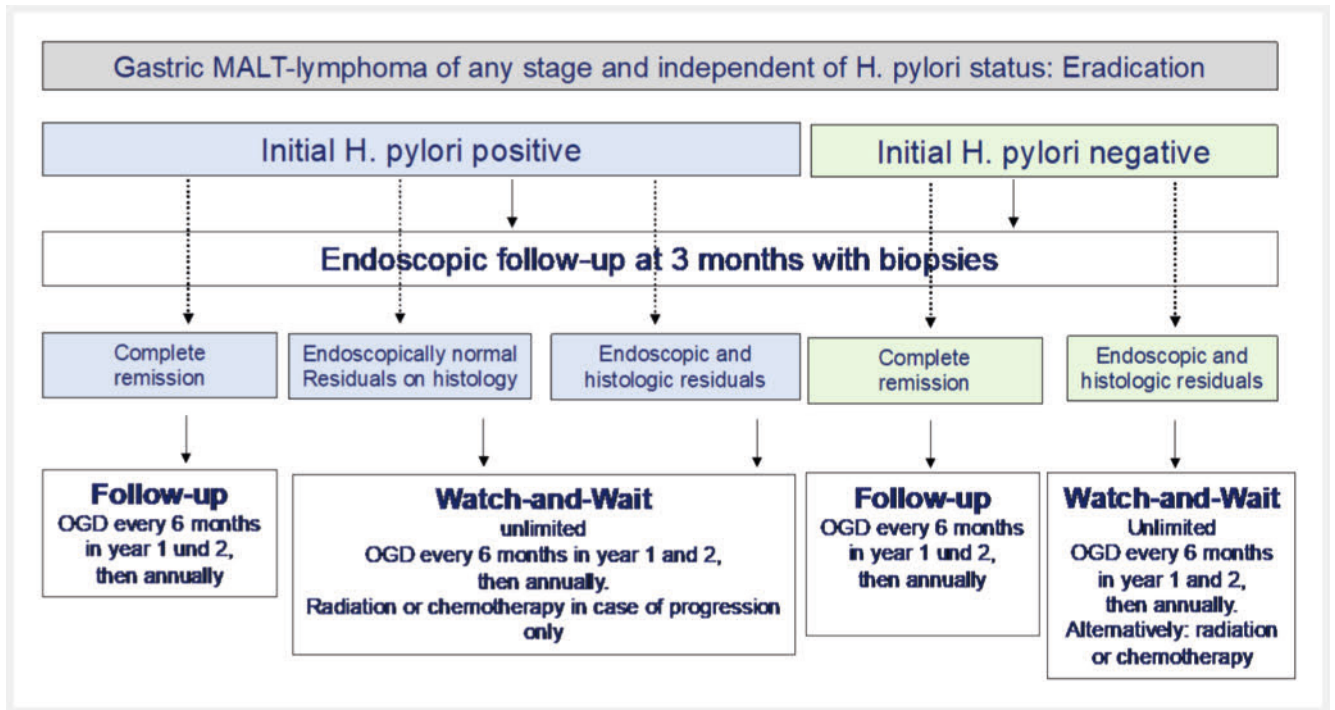 Gastric MALT-lymphoma of any stage and independent of H. pylori status: Eradication
Initial H. pylori positive
Initial H. pylori negative
Endoscopic follow-up at 3 months with biopsies
Complete
remission
Endoscopically normal
Residuals on histology
Endoscopic and
histologic residuals
Complete
remission
Endoscopic and
histologic residuals
Follow-up
OGD every 6 months
in year 1 und 2,
then annually
Watch-and-Wait
unlimited
OGD every 6 months in year 1 and 2,
then annually.
Radiation or chemotherapy in case of progression
only
Follow-up
OGD every 6 months
in year 1 und 2,
then annually
Watch-and-Wait
Unlimited
OGD every 6 months
in year 1 and 2,
then annually.
Alternatively: radiation
or chemotherapy